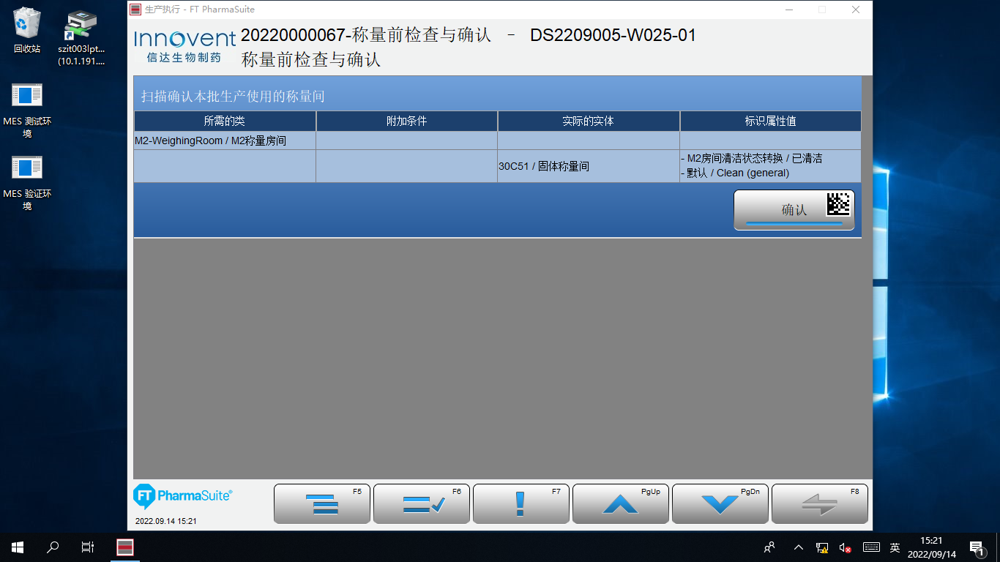 回收站
szit003lpt...
(10.1.191....
MES 测试环
境
MES 验证环
境
生产执行 - FT PharmaSuite
Innovent
信达生物制药
20220000067-称量前检查与确认 - DS2209005-W025-01
称量前检查与确认
扫描确认本批生产使用的称量间
所需的类 附加条件 实际的实体 标识属性值
M2-WeighingRoom / M2称量房间
30C51 / 固体称量间
- M2房间清洁状态转换 / 已清洁
- 默认 / Clean (general)
确认
FT PharmaSuite®
2022.09.14 15:21
F5 F6 F7 PgUp PgDn F8
英
15:21
2022/09/14
1